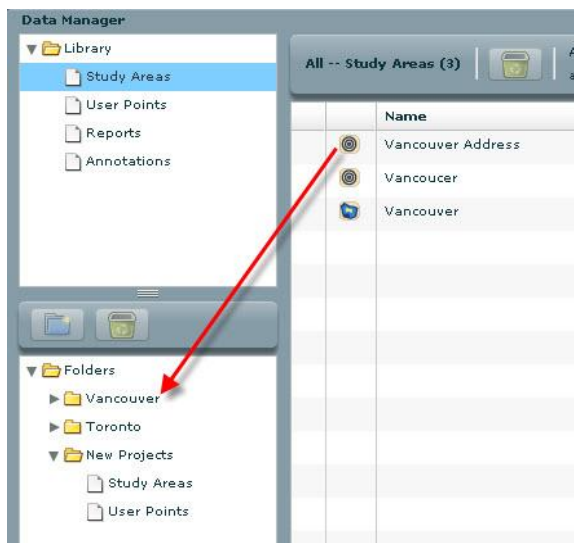 Data Manager
Library
Study Areas
User Points
Reports
Annotations
Folders
Vancouver
Toronto
New Projects
Study Areas
User Points
All -- Study Areas (3)
Name
Vancouver Address
Vancoucer
Vancouver